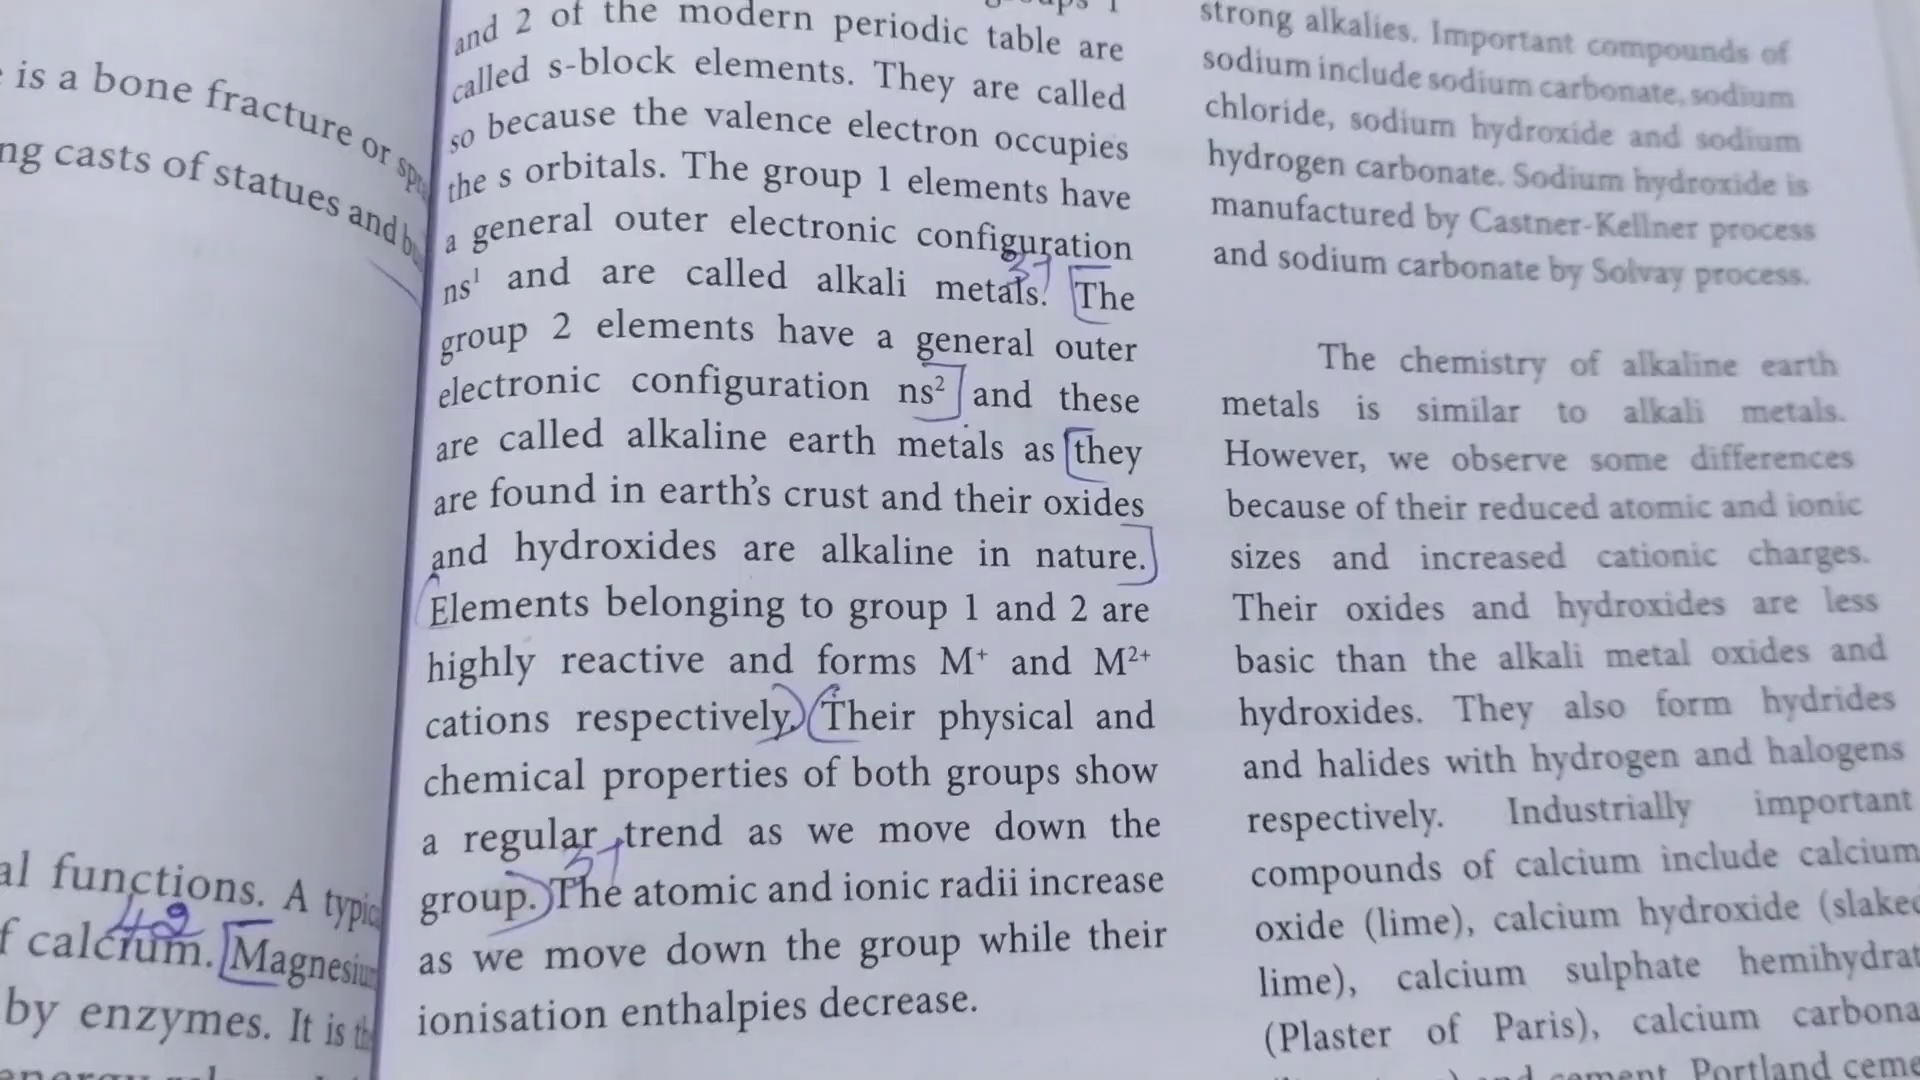 is a bone fracture or
ng casts of statues and
al functions. A
f calcium. Magnesium
42
by enzymes. It is
and 2 of the modern periodic table are
called s-block elements. They are called
so because the valence electron occupies
the s orbitals. The group 1 elements have
a general outer electronic configuration
ns¹ and are called alkali metals. The
37
group 2 elements have a general outer
electronic configuration ns² and these
are called alkaline earth metals as they
are found in earth's crust and their oxides
and hydroxides are alkaline in nature.
Elements belonging to group 1 and 2 are
highly reactive and forms M⁺ and M²⁺
cations respectively. Their physical and
chemical properties of both groups show
a regular trend as we move down the
37
group. The atomic and ionic radii increase
as we move down the group while their
ionisation enthalpies decrease.
strong alkalies. Important compounds of
sodium include sodium carbonate, sodium
chloride, sodium hydroxide and sodium
hydrogen carbonate. Sodium hydroxide is
manufactured by Castner-Kellner process
and sodium carbonate by Solvay process.
The chemistry of alkaline earth
metals is similar to alkali metals.
However, we observe some differences
because of their reduced atomic and ionic
sizes and increased cationic charges.
Their oxides and hydroxides are less
basic than the alkali metal oxides and
hydroxides. They also form hydrides
and halides with hydrogen and halogens
respectively. Industrially important
compounds of calcium include calcium
oxide (lime), calcium hydroxide (slaked
lime), calcium sulphate hemihydrat
(Plaster of Paris), calcium carbona
and cement. Portland ceme